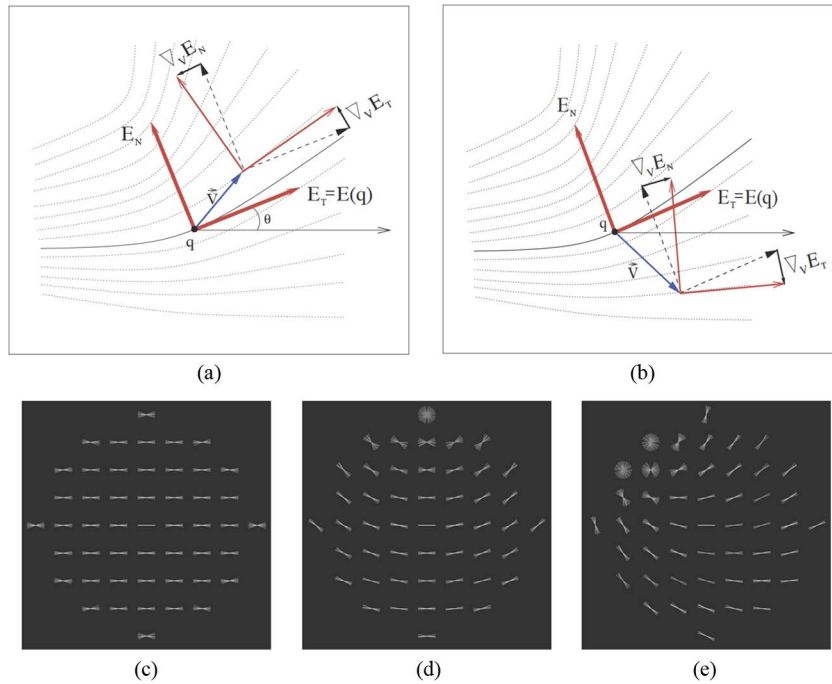 ∇VEN
EN
∇VET
V⃗
ET=E(q)
θ
q
(a)
EN
∇VEN
ET=E(q)
q
V⃗
∇VET
(b)
(c)
(d)
(e)